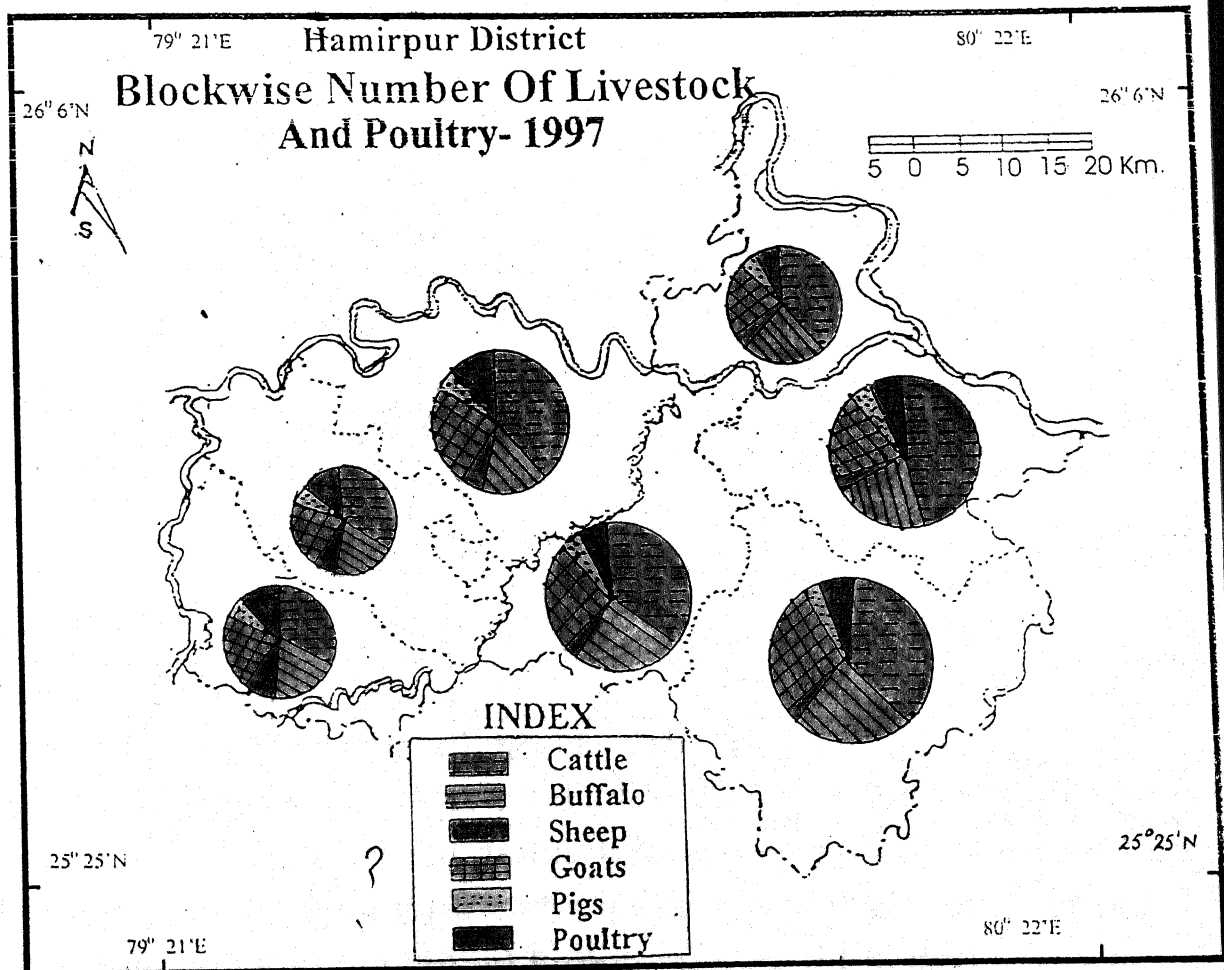 79" 21'E Hamirpur District 80" 22'E
Blockwise Number Of Livestock
And Poultry- 1997
26" 6'N
26" 6'N
N
S
5 0 5 10 15 20 Km.
INDEX
Cattle
Buffalo
Sheep
Goats
Pigs
Poultry
25" 25'N
?
25°25'N
79" 21'E
80" 22'E